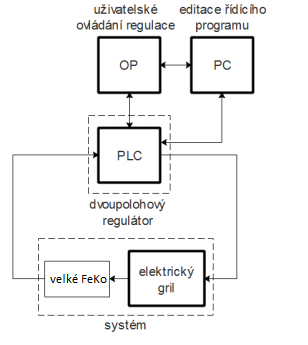 uživatelské
ovládání regulace
editace řídícího
programu
OP
PC
PLC
dvoupolohový
regulátor
velké FeKo
elektrický
gril
systém